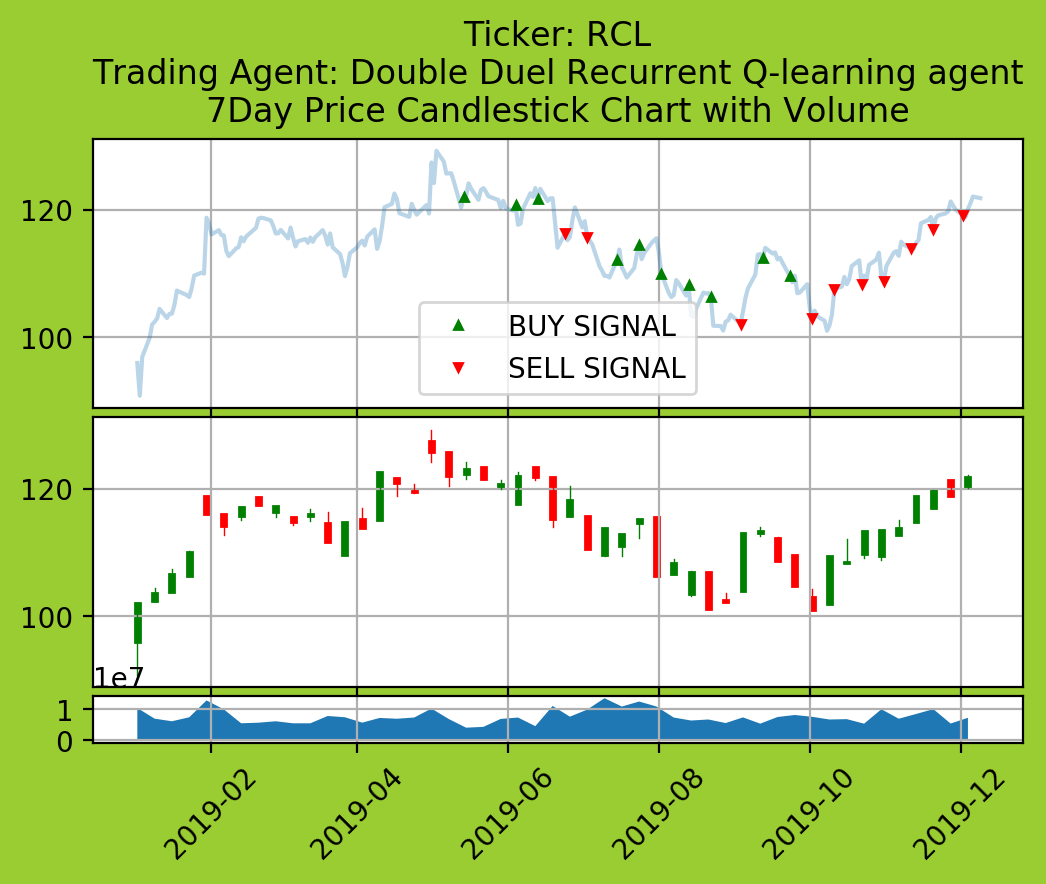 Ticker: RCL
Trading Agent: Double Duel Recurrent Q-learning agent
7Day Price Candlestick Chart with Volume
120
100
BUY SIGNAL
SELL SIGNAL
120
100
1e7
1
0
2019-02
2019-04
2019-06
2019-08
2019-10
2019-12